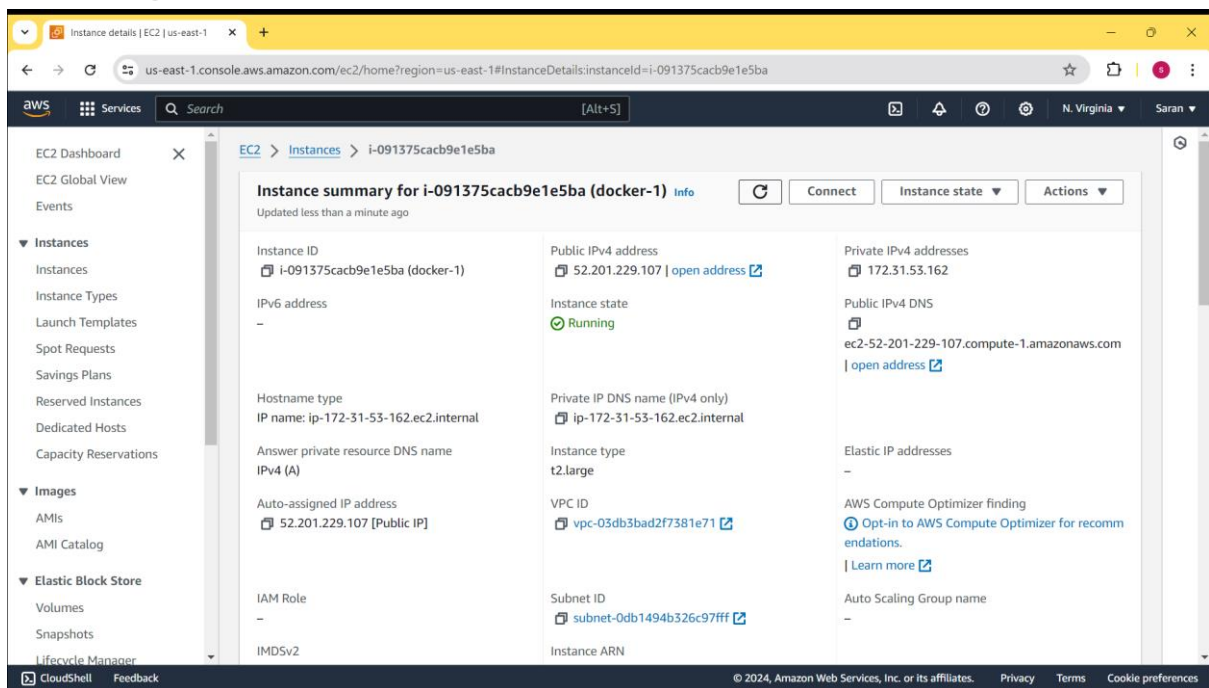 Instance details | EC2 | us-east-1
us-east-1.console.aws.amazon.com/ec2/home?region=us-east-1#InstanceDetails:instanceId=i-091375cacb9e1e5ba
S
aws
Services
Search
[Alt+S]
N. Virginia
Saran
EC2 Dashboard
EC2 Global View
Events
Instances
Instances
Instance Types
Launch Templates
Spot Requests
Savings Plans
Reserved Instances
Dedicated Hosts
Capacity Reservations
Images
AMIs
AMI Catalog
Elastic Block Store
Volumes
Snapshots
Lifecycle Manager
EC2 > Instances > i-091375cacb9e1e5ba
Instance summary for i-091375cacb9e1e5ba (docker-1) Info
Updated less than a minute ago
Connect
Instance state
Actions
Instance ID
i-091375cacb9e1e5ba (docker-1)
Public IPv4 address
52.201.229.107 | open address
Private IPv4 addresses
172.31.53.162
IPv6 address
–
Instance state
Running
Public IPv4 DNS
ec2-52-201-229-107.compute-1.amazonaws.com
| open address
Hostname type
IP name: ip-172-31-53-162.ec2.internal
Private IP DNS name (IPv4 only)
ip-172-31-53-162.ec2.internal
Answer private resource DNS name
IPv4 (A)
Instance type
t2.large
Elastic IP addresses
–
Auto-assigned IP address
52.201.229.107 [Public IP]
VPC ID
vpc-03db3bad2f7381e71
AWS Compute Optimizer finding
Opt-in to AWS Compute Optimizer for recomm
endations.
| Learn more
IAM Role
–
Subnet ID
subnet-0db1494b326c97fff
Auto Scaling Group name
–
IMDSv2
Instance ARN
CloudShell
Feedback
© 2024, Amazon Web Services, Inc. or its affiliates.
Privacy
Terms
Cookie preferences